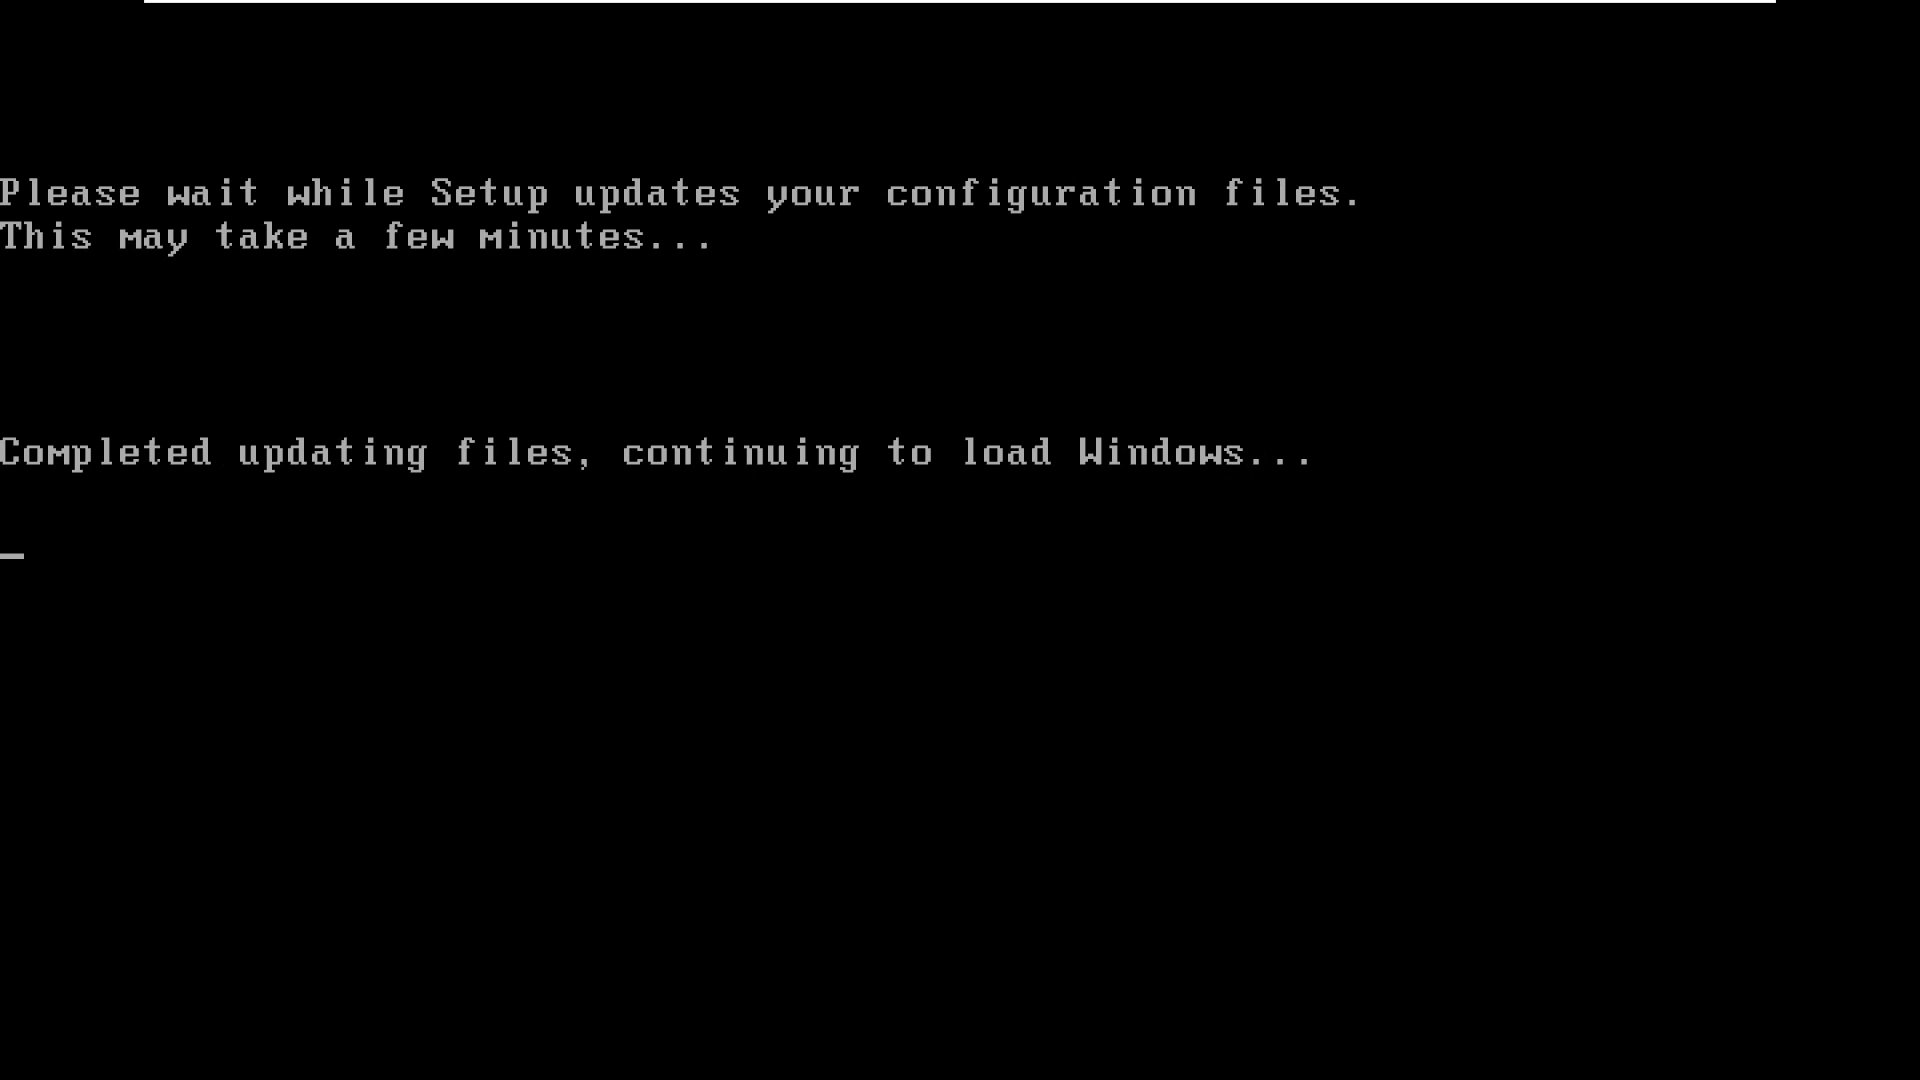 Please wait while Setup updates your configuration files.
This may take a few minutes...
Completed updating files, continuing to load Windows...